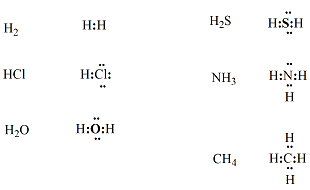 H₂ H:H
HCl H:Cl:
H₂O H:O:H
H₂S H:S:H
NH₃ H:N:H
H
CH₄ H
H:C:H
H